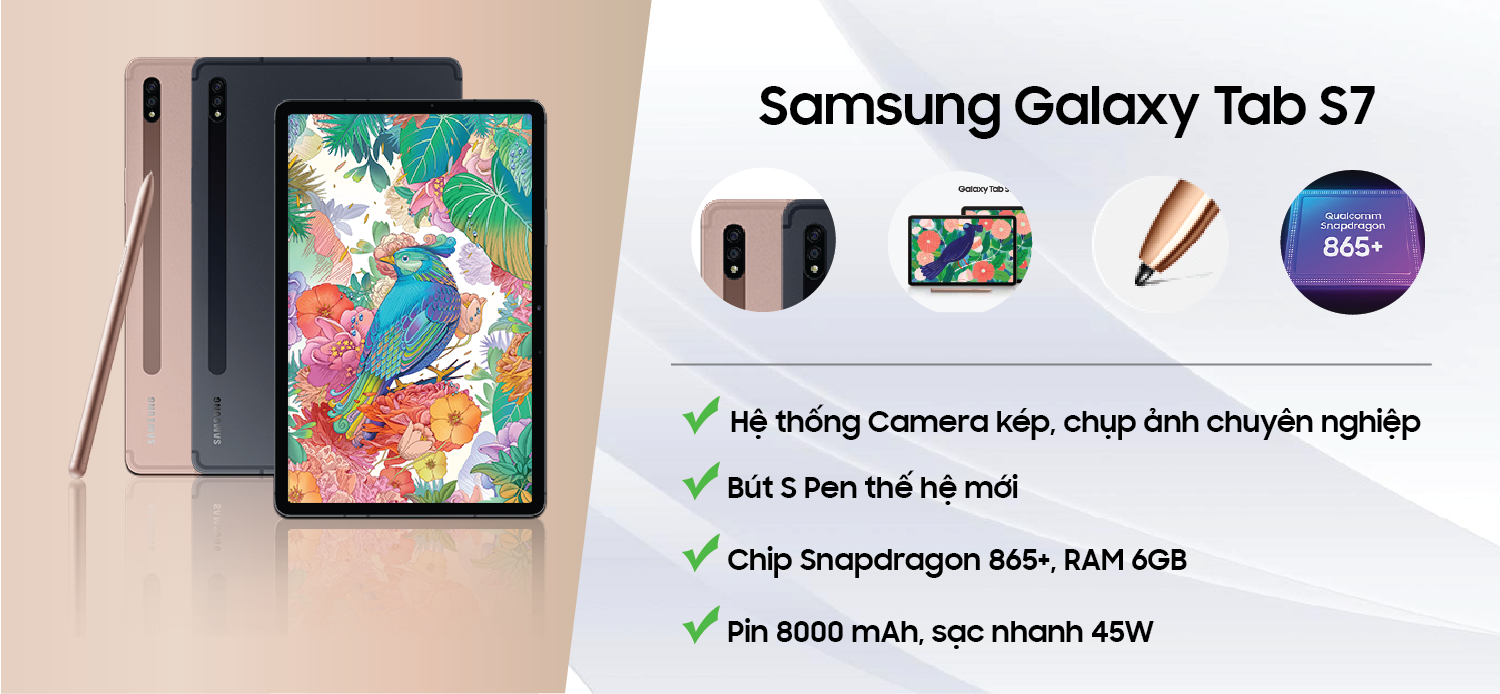 Samsung Galaxy Tab S7
Galaxy Tab S
Qualcomm
Snapdragon
865+
Hệ thống Camera kép, chụp ảnh chuyên nghiệp
Bút S Pen thế hệ mới
Chip Snapdragon 865+, RAM 6GB
Pin 8000 mAh, sạc nhanh 45W
SAMSUNG
SAMSUNG